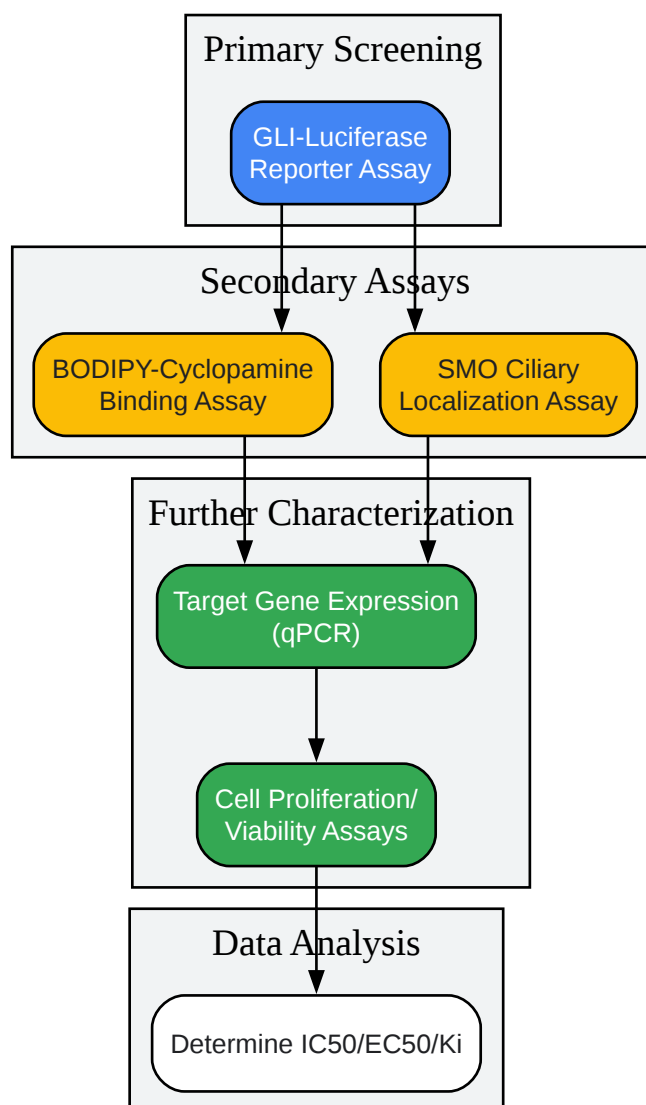 Primary Screening
GLI-Luciferase
Reporter Assay
Secondary Assays
BODIPY-Cyclopamine
Binding Assay
SMO Ciliary
Localization Assay
Further Characterization
Target Gene Expression
(qPCR)
Cell Proliferation/
Viability Assays
Data Analysis
Determine IC50/EC50/Ki